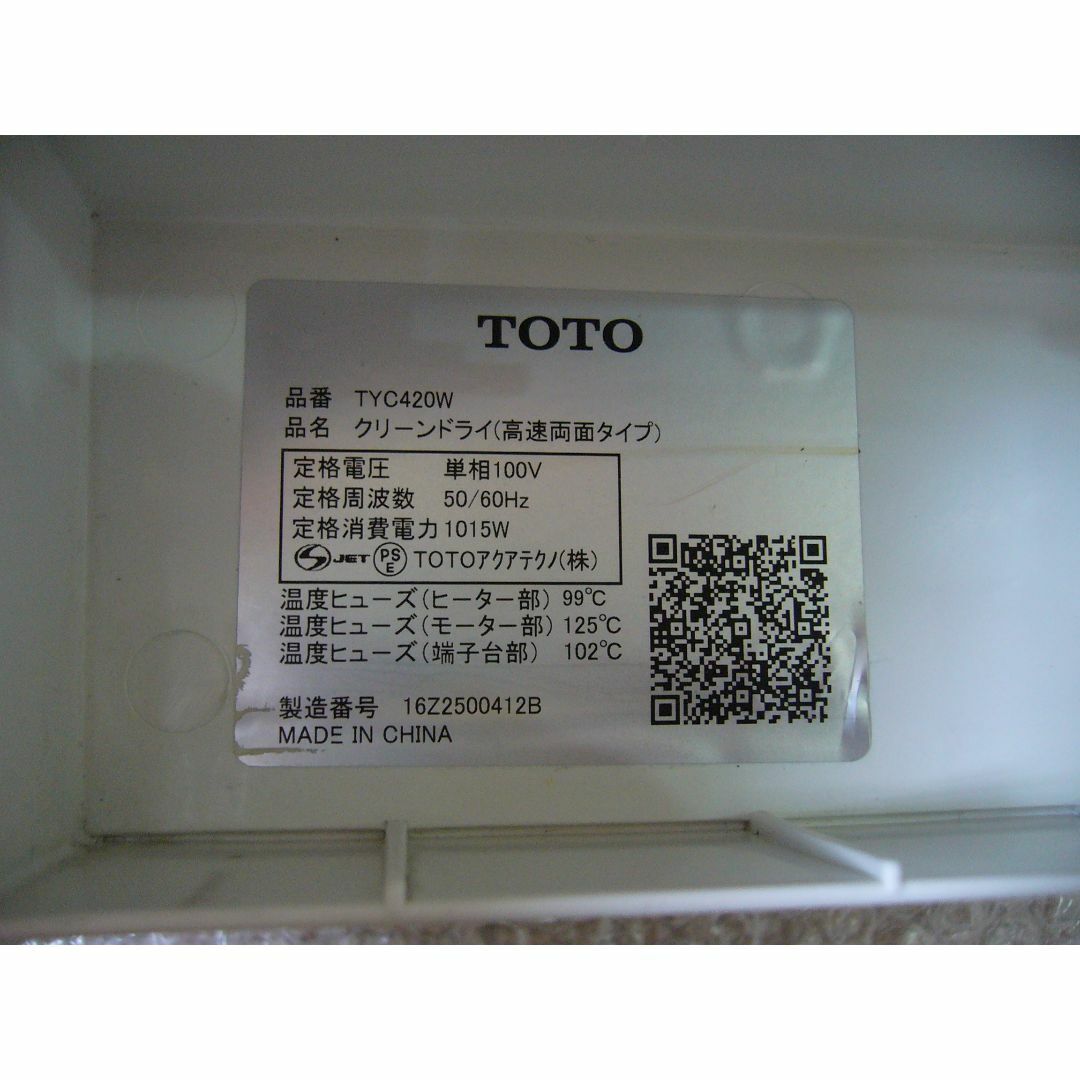 TOTO
品番 TYC420W
品名 クリーンドライ(高速両面タイプ)
定格電圧 単相100V
定格周波数 50/60Hz
定格消費電力 1015W
S JET PSE TOTOアクアテクノ(株)
温度ヒューズ(ヒーター部) 99℃
温度ヒューズ(モーター部) 125℃
温度ヒューズ(端子台部) 102℃
製造番号 16Z2500412B
MADE IN CHINA